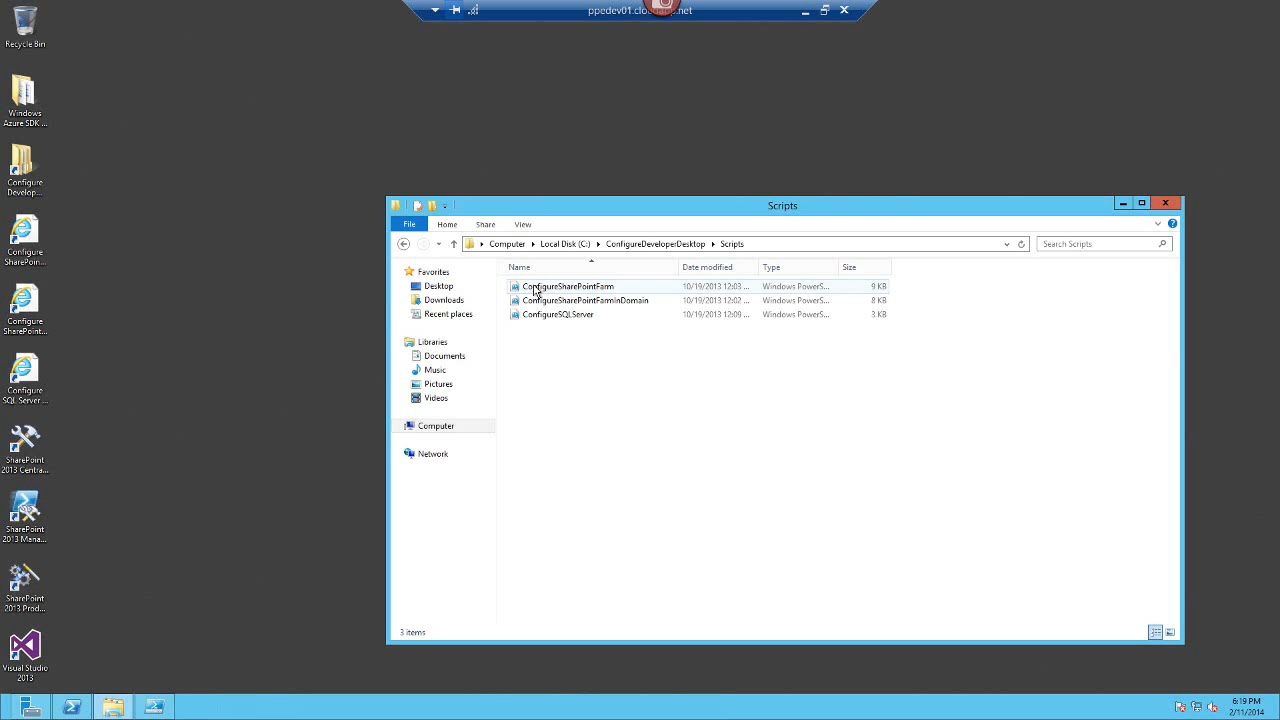 ppedev01.cloudapp.net
Recycle Bin
Windows
Azure SDK ...
Configure
Develop...
Configure
SharePoint...
Configure
SharePoint...
Configure
SQL Server ...
SharePoint
2013 Centra...
SharePoint
2013 Mana...
SharePoint
2013 Prod...
Visual Studio
2013
Scripts
File Home Share View
Computer Local Disk (C:) ConfigureDeveloperDesktop Scripts Search Scripts
Name Date modified Type Size
ConfigureSharePointFarm 10/19/2013 12:03 ... Windows PowerS... 9 KB
ConfigureSharePointFarmInDomain 10/19/2013 12:02 ... Windows PowerS... 8 KB
ConfigureSQLServer 10/19/2013 12:09 ... Windows PowerS... 3 KB
Favorites
Desktop
Downloads
Recent places
Libraries
Documents
Music
Pictures
Videos
Computer
Network
3 items
6:19 PM
2/11/2014